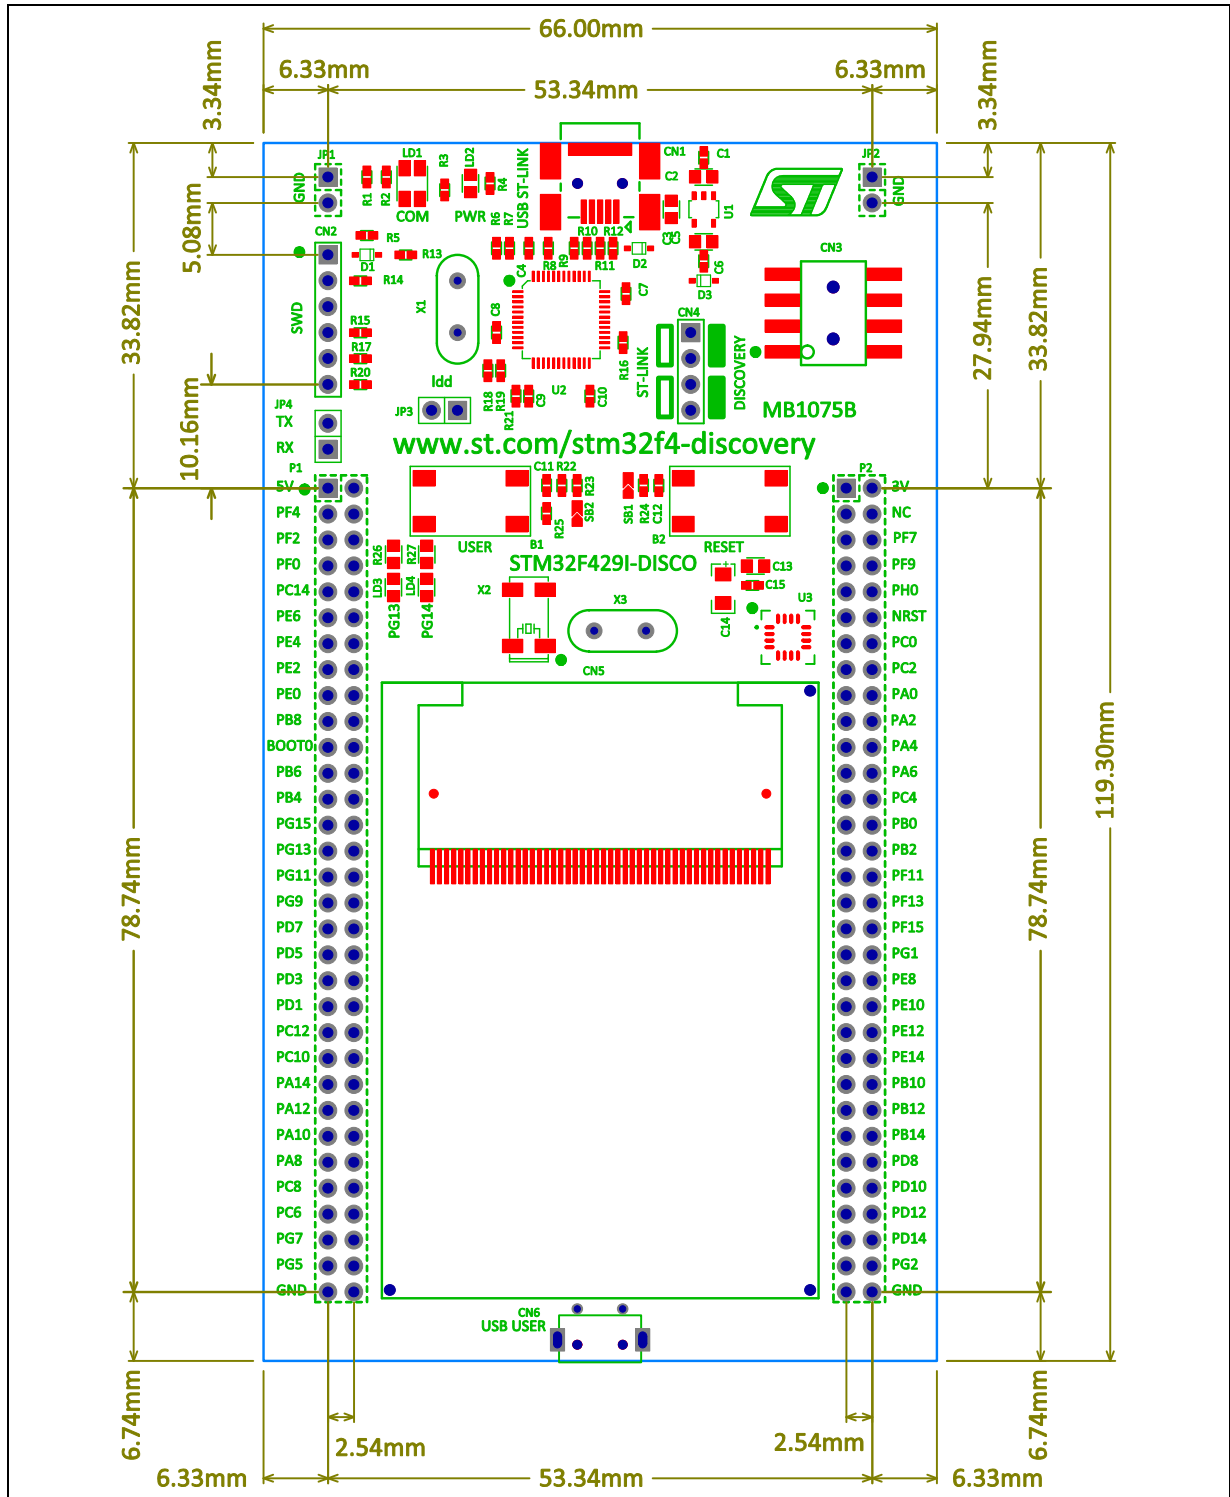 66.00mm
6.33mm
53.34mm
6.33mm
3.34mm
3.34mm
33.82mm
5.08mm
10.16mm
27.94mm
33.82mm
JP1
GND
LD1
COM
R1
R2
R3
LD2
PWR
R4
USB ST-LINK
CN1
C1
C2
U1
ST
JP2
GND
CN2
SWD
R5
D1
R13
R14
R15
R17
R20
X1
R6
R7
C4
R8
R9
R10
R12
R11
D2
C3
C5
C6
D3
C7
C8
R16
U2
R18
R19
R21
C9
C10
CN4
ST-LINK
DISCOVERY
CN3
MB1075B
Idd
JP3
JP4
TX
RX
www.st.com/stm32f4-discovery
P1
C11
R22
R23
SB2
R25
SB1
R24
C12
P2
USER
B1
B2
RESET
STM32F429I-DISCO
R26
R27
LD3
LD4
PG13
PG14
X2
X3
C13
C15
C14
+
U3
CN5
5V
PF4
PF2
PF0
PC14
PE6
PE4
PE2
PE0
PB8
BOOT0
PB6
PB4
PG15
PG13
PG11
PG9
PD7
PD5
PD3
PD1
PC12
PC10
PA14
PA12
PA10
PA8
PC8
PC6
PG7
PG5
GND
3V
NC
PF7
PF9
PH0
NRST
PC0
PC2
PA0
PA2
PA4
PA6
PC4
PB0
PB2
PF11
PF13
PF15
PG1
PE8
PE10
PE12
PE14
PB10
PB12
PB14
PD8
PD10
PD12
PD14
PG2
GND
CN6
USB USER
78.74mm
78.74mm
119.30mm
6.74mm
6.74mm
2.54mm
2.54mm
6.33mm
53.34mm
6.33mm